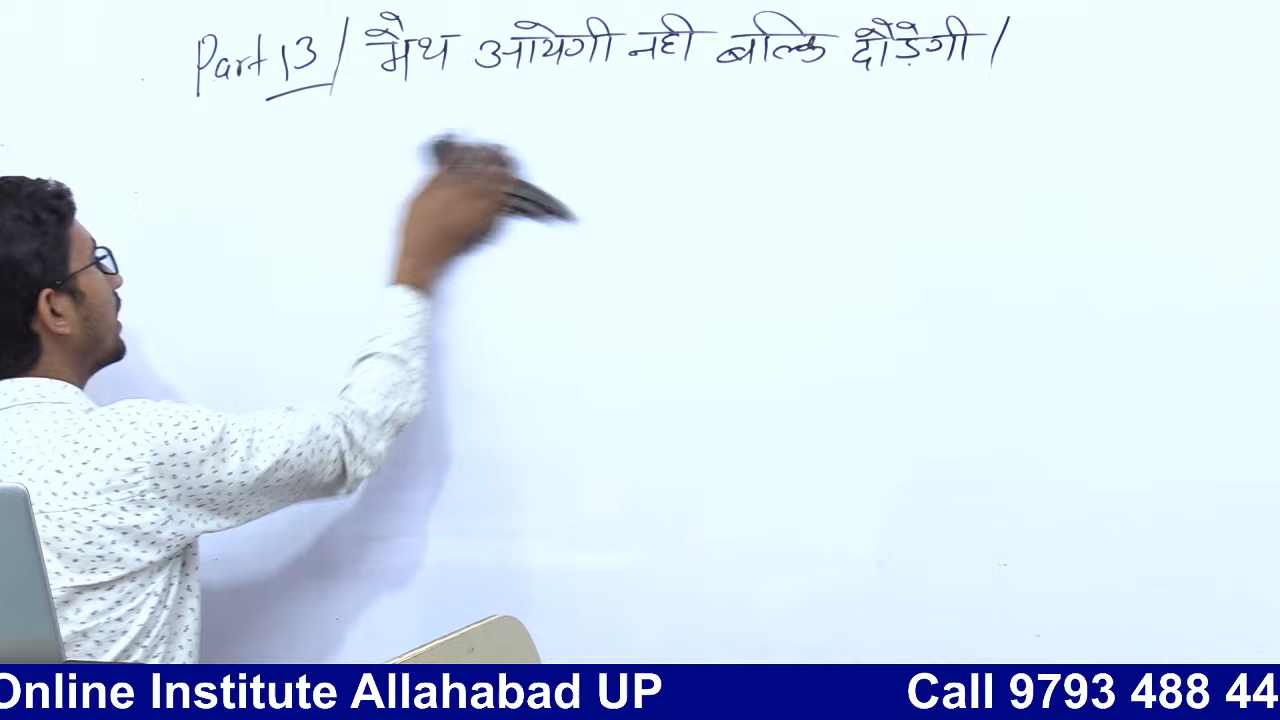 Part 13/ मैथ आयेगी नही बल्कि दौड़ेगी /
Online Institute Allahabad UP Call 9793 488 44